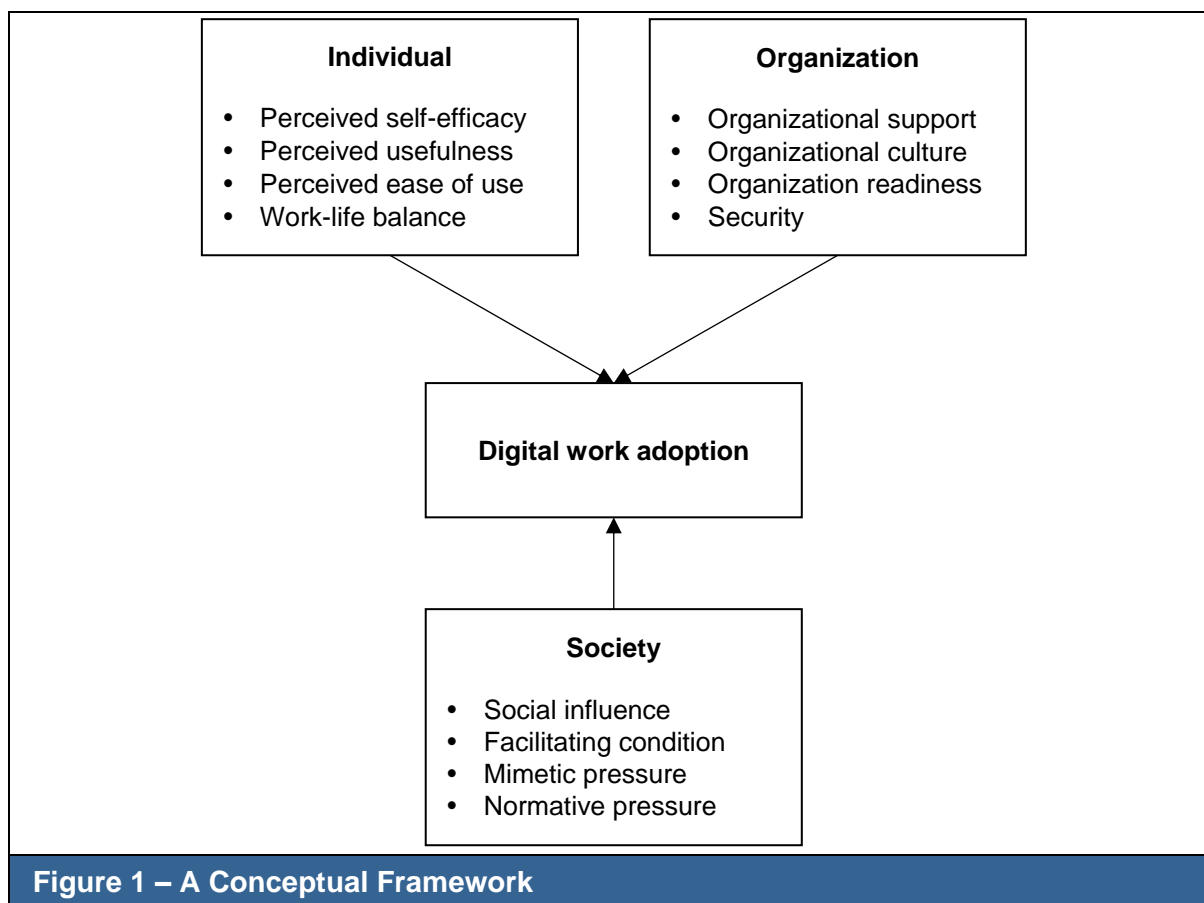 Individual
• Perceived self-efficacy
• Perceived usefulness
• Perceived ease of use
• Work-life balance
Organization
• Organizational support
• Organizational culture
• Organization readiness
• Security
Digital work adoption
Society
• Social influence
• Facilitating condition
• Mimetic pressure
• Normative pressure
Figure 1 – A Conceptual Framework